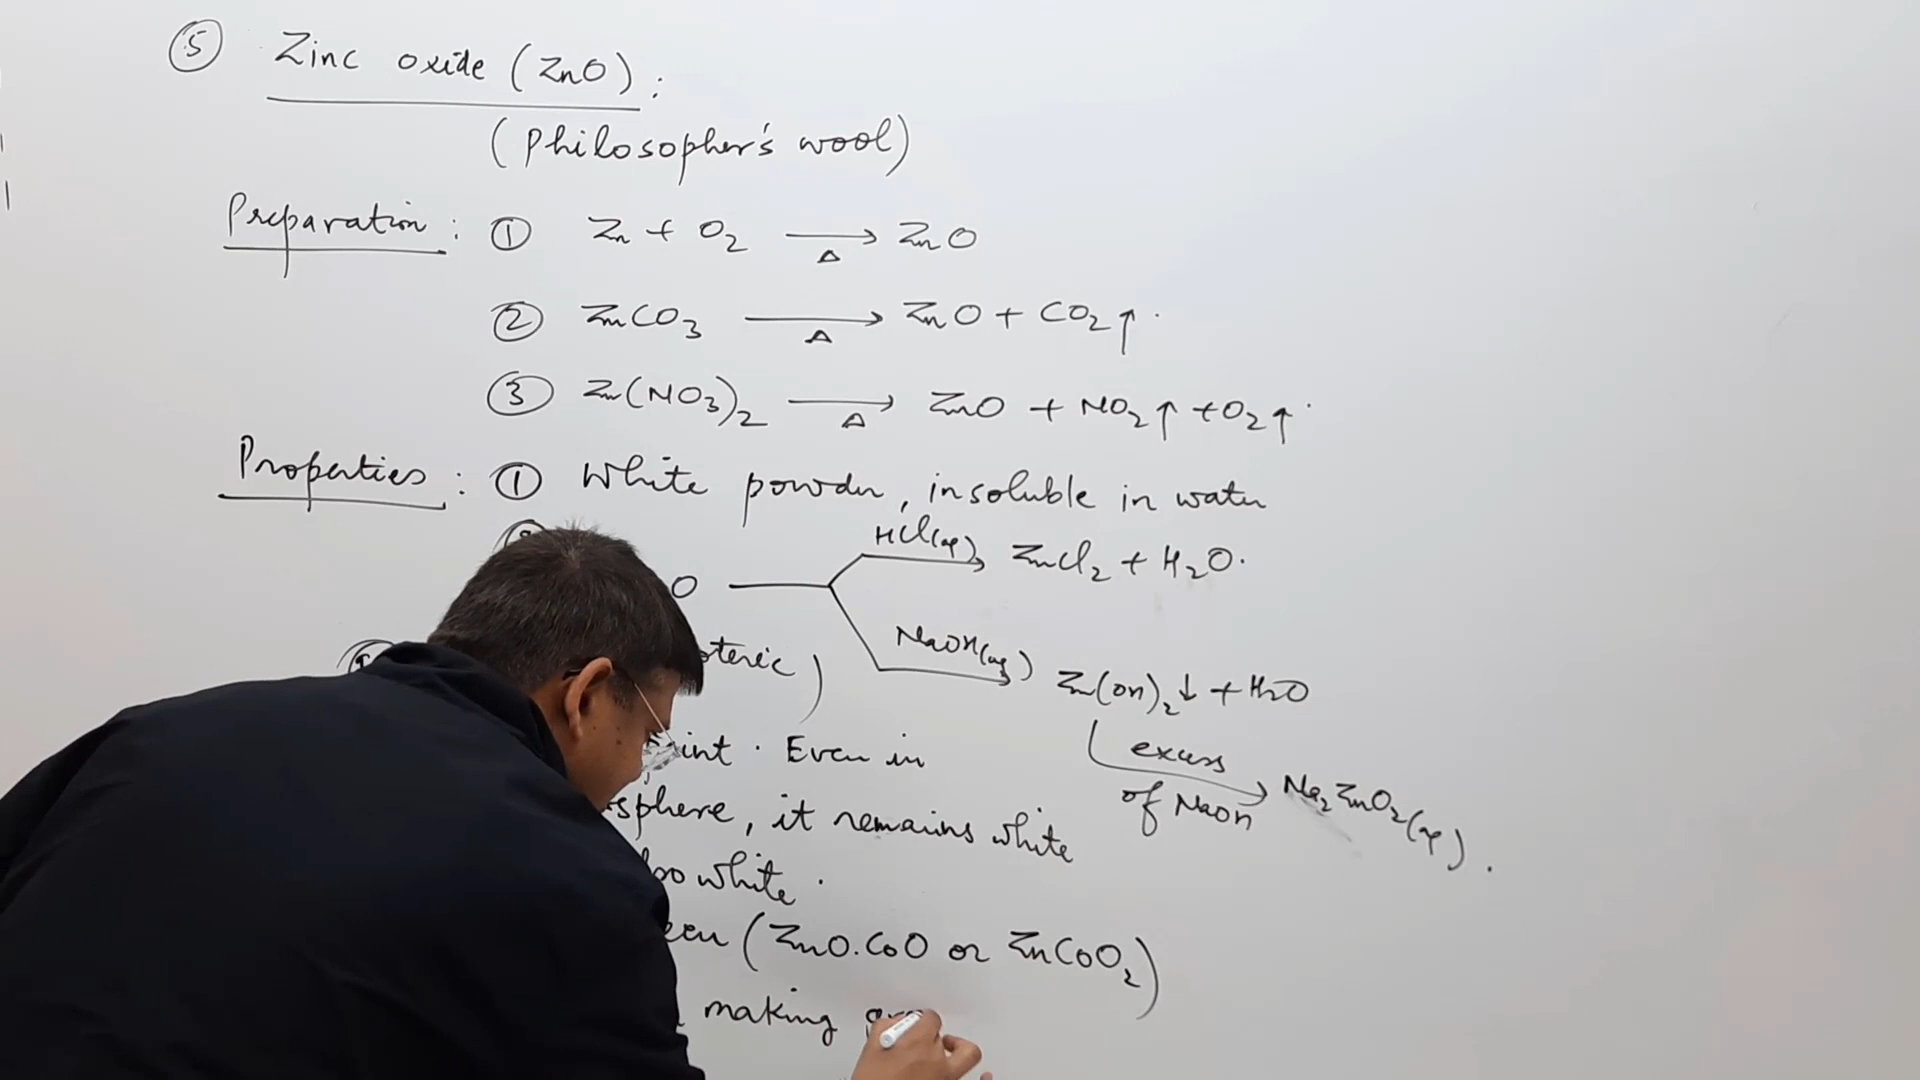 ⑤ Zinc oxide (ZnO) :
(Philosopher's wool)
Preparation : ① Zn + O2 →Δ ZnO
② ZnCO3 →Δ ZnO + CO2↑.
③ Zn(NO3)2 →Δ ZnO + NO2↑ + O2↑.
Properties : ① White powder, insoluble in water
HCl(aq) → ZnCl2 + H2O.
O
NaOH(aq) → Zn(OH)2↓ + H2O
oteric)
excess of NaOH → Na2ZnO2(aq).
aint. Even in
sphere, it remains white
lso white.
een (ZnO.CoO or ZnCoO2)
making